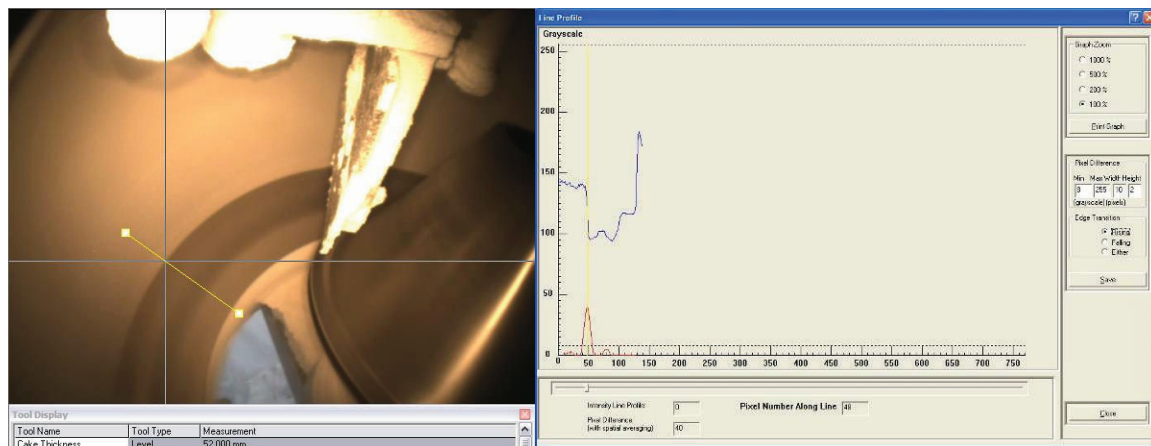 Line Profile
Grayscale
250
200
150
100
50
0
0 50 100 150 200 250 300 350 400 450 500 550 600 650 700 750
Graph Zoom
1000 %
500 %
200 %
100 %
Print Graph
Pixel Difference
Min Max Width Height
0 255 10 2
(grayscale) (pixels)
Edge Transition
Rising
Falling
Either
Save
Intensity Line Profile 0
Pixel Number Along Line 48
Pixel Difference
(with spatial averaging) 40
Close
Tool Display
Tool Name Tool Type Measurement
Cake Thickness Level 52.000 mm